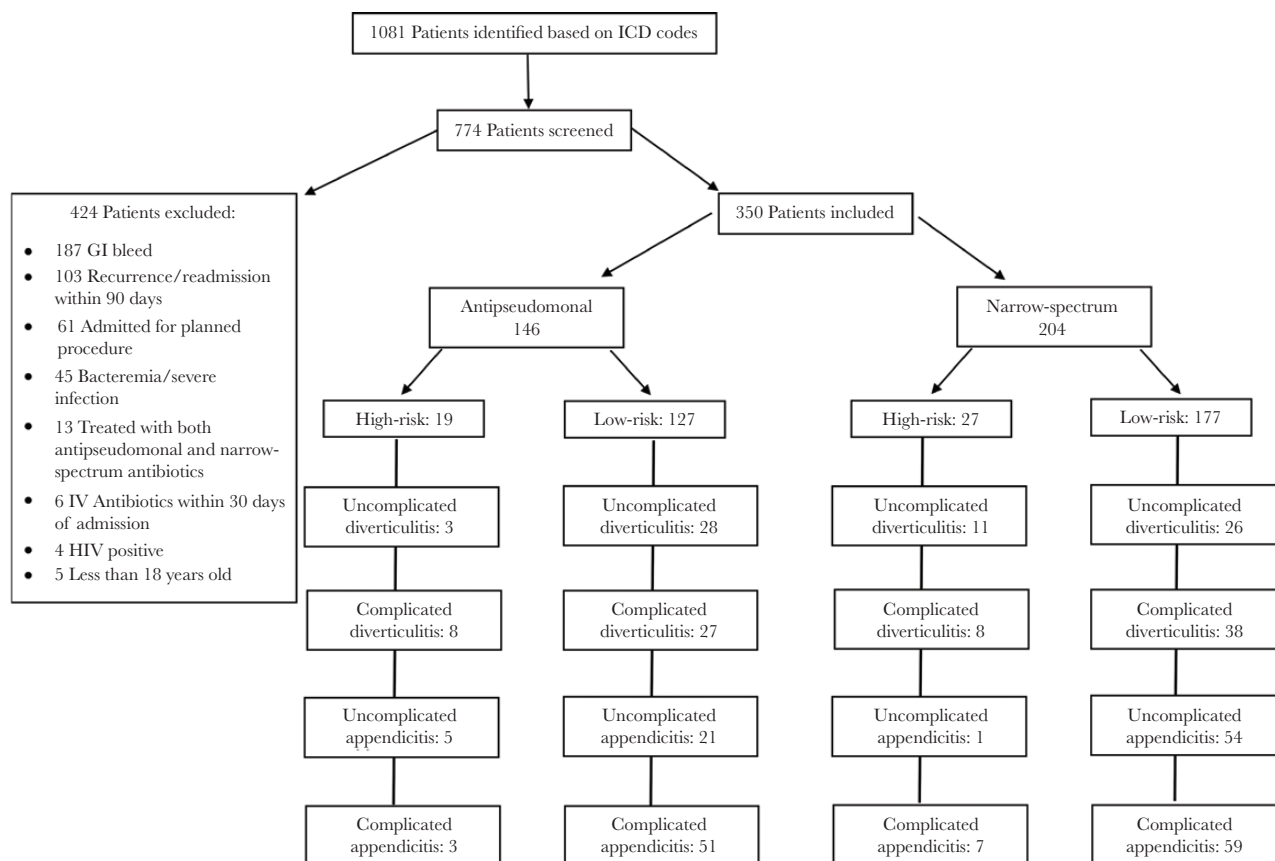 1081 Patients identified based on ICD codes
774 Patients screened
424 Patients excluded:
● 187 GI bleed
● 103 Recurrence/readmission
within 90 days
● 61 Admitted for planned
procedure
● 45 Bacteremia/severe
infection
● 13 Treated with both
antipseudomonal and narrow-
spectrum antibiotics
● 6 IV Antibiotics within 30 days
of admission
● 4 HIV positive
● 5 Less than 18 years old
350 Patients included
Antipseudomonal
146
Narrow-spectrum
204
High-risk: 19
Low-risk: 127
High-risk: 27
Low-risk: 177
Uncomplicated
diverticulitis: 3
Uncomplicated
diverticulitis: 28
Uncomplicated
diverticulitis: 11
Uncomplicated
diverticulitis: 26
Complicated
diverticulitis: 8
Complicated
diverticulitis: 27
Complicated
diverticulitis: 8
Complicated
diverticulitis: 38
Uncomplicated
appendicitis: 5
Uncomplicated
appendicitis: 21
Uncomplicated
appendicitis: 1
Uncomplicated
appendicitis: 54
Complicated
appendicitis: 3
Complicated
appendicitis: 51
Complicated
appendicitis: 7
Complicated
appendicitis: 59